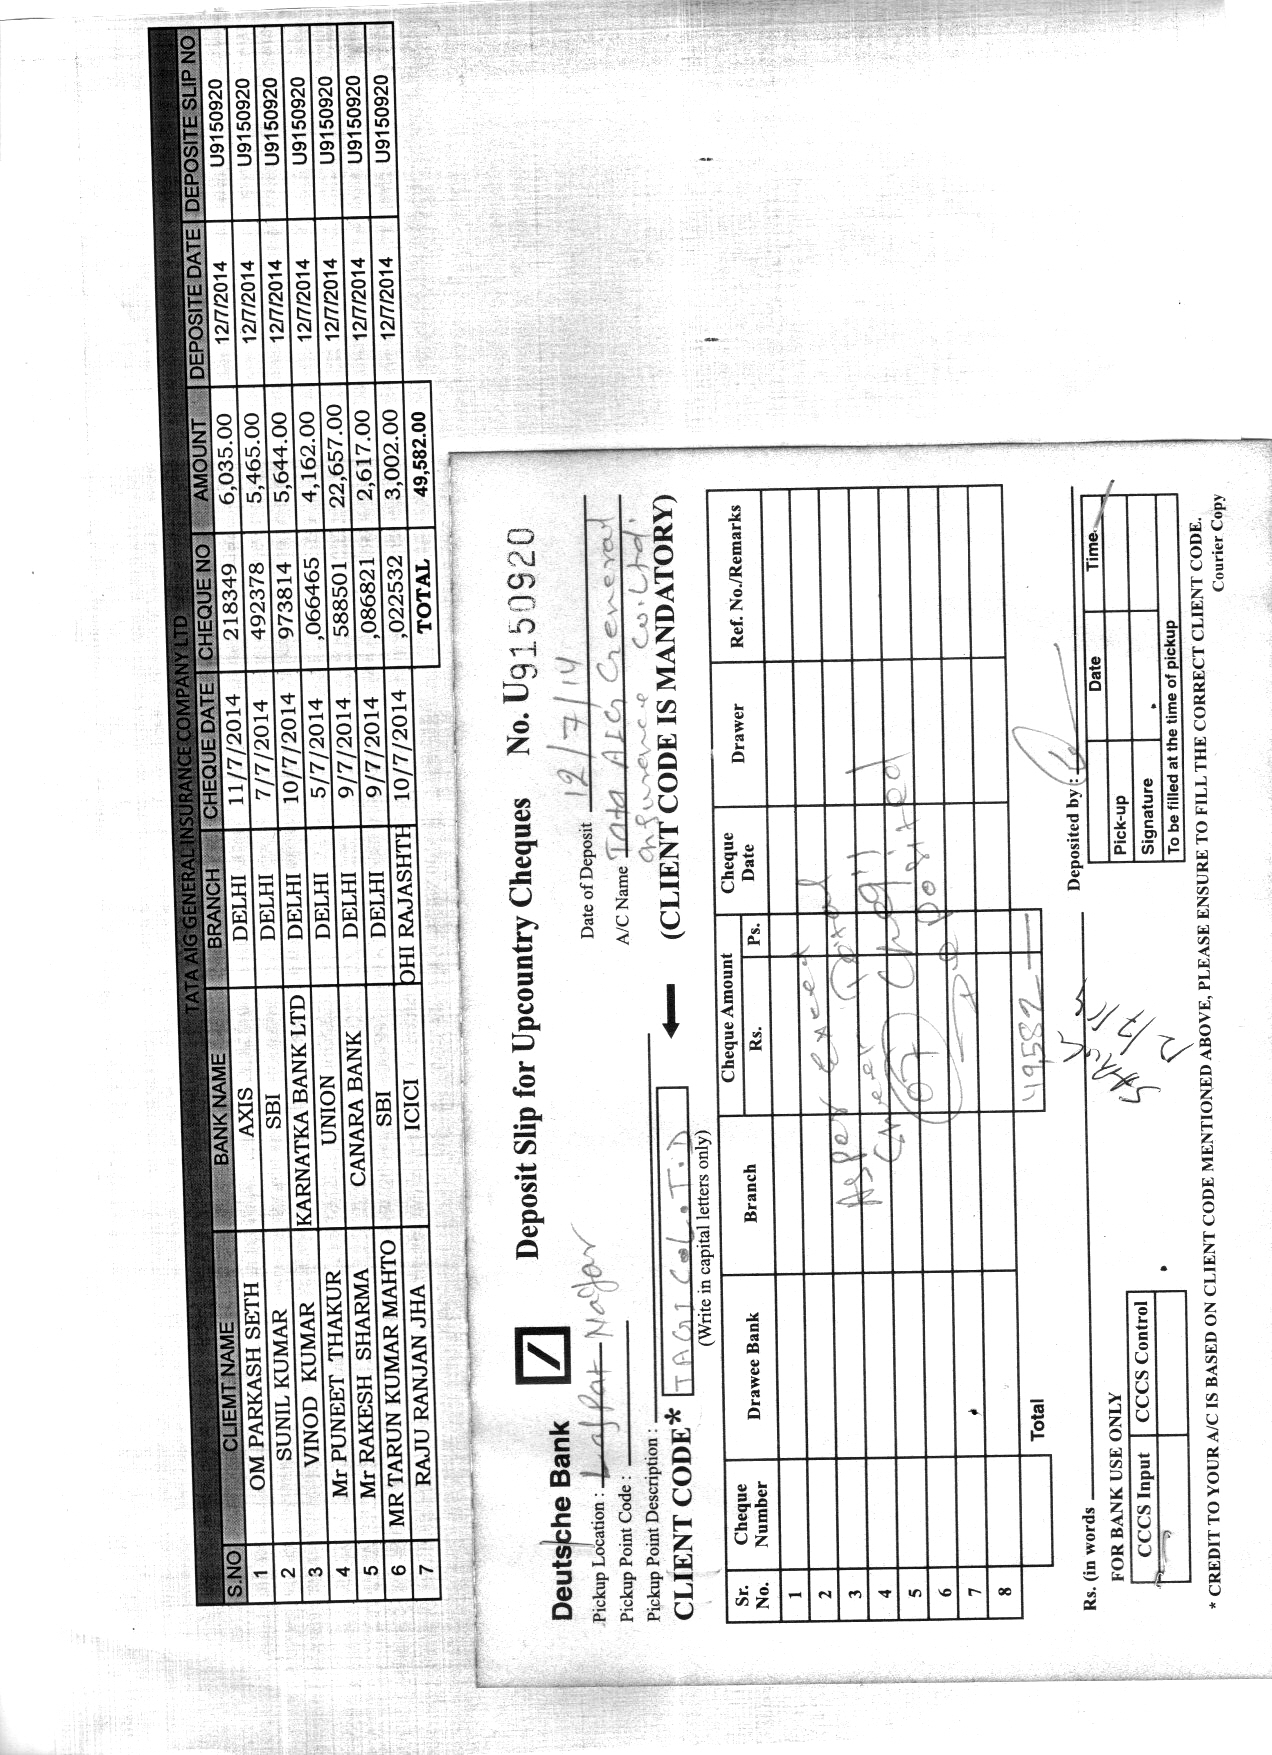 TATA AIG GENERAL INSURANCE COMPANY LTD
S.NO CLIEMT NAME BANK NAME BRANCH CHEQUE DATE CHEQUE NO AMOUNT DEPOSITE DATE DEPOSITE SLIP NO
1 OM PARKASH SETH AXIS DELHI 11/7/2014 218349 6,035.00 12/7/2014 U9150920
2 SUNIL KUMAR SBI DELHI 7/7/2014 492378 5,465.00 12/7/2014 U9150920
3 VINOD KUMAR KARNATKA BANK LTD DELHI 10/7/2014 973814 5,644.00 12/7/2014 U9150920
4 Mr PUNEET THAKUR UNION DELHI 5/7/2014 ,066465 4,162.00 12/7/2014 U9150920
5 Mr RAKESH SHARMA CANARA BANK DELHI 9/7/2014 588501 22,657.00 12/7/2014 U9150920
6 MR TARUN KUMAR MAHTO SBI DELHI 9/7/2014 ,086821 2,617.00 12/7/2014 U9150920
7 RAJU RANJAN JHA ICICI OHI RAJASHTH 10/7/2014 ,022532 3,002.00 12/7/2014 U9150920
TOTAL 49,582.00
Deutsche Bank Deposit Slip for Upcountry Cheques No. U9150920
Pickup Location : Lajpat Nagar Date of Deposit 12/7/14
Pickup Point Code : A/C Name Tata AIG General
Pickup Point Description : Insurance Co. Ltd.
CLIENT CODE* (CLIENT CODE IS MANDATORY)
(Write in capital letters only)
Sr. No. Cheque Number Drawee Bank Branch Cheque Amount Rs. Ps. Cheque Date Drawer Ref. No./Remarks
1
2 As per excel
3
4 07
5 Deposited
6
7
8
Total 49,582
Rs. (in words Deposited by :
FOR BANK USE ONLY
CCCS Input CCCS Control
Pick-up Date Time
Signature
To be filled at the time of pickup
* CREDIT TO YOUR A/C IS BASED ON CLIENT CODE MENTIONED ABOVE, PLEASE ENSURE TO FILL THE CORRECT CLIENT CODE.
Courier Copy